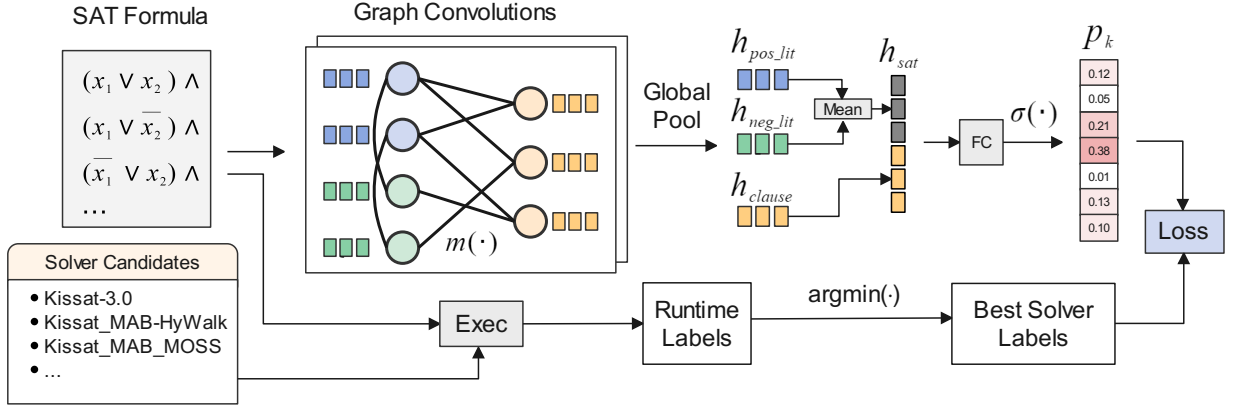 SAT Formula
(x₁ ∨ x₂) ∧
(x₁ ∨ x̅₂) ∧
(x̅₁ ∨ x₂) ∧
...
Solver Candidates
• Kissat-3.0
• Kissat_MAB-HyWalk
• Kissat_MAB_MOSS
• ...
Graph Convolutions
m(·)
Global
Pool
h_pos_lit
h_neg_lit
h_clause
Mean
h_sat
FC
σ(·)
p_k
0.12
0.05
0.21
0.38
0.01
0.13
0.10
Loss
Exec
Runtime
Labels
argmin(·)
Best Solver
Labels